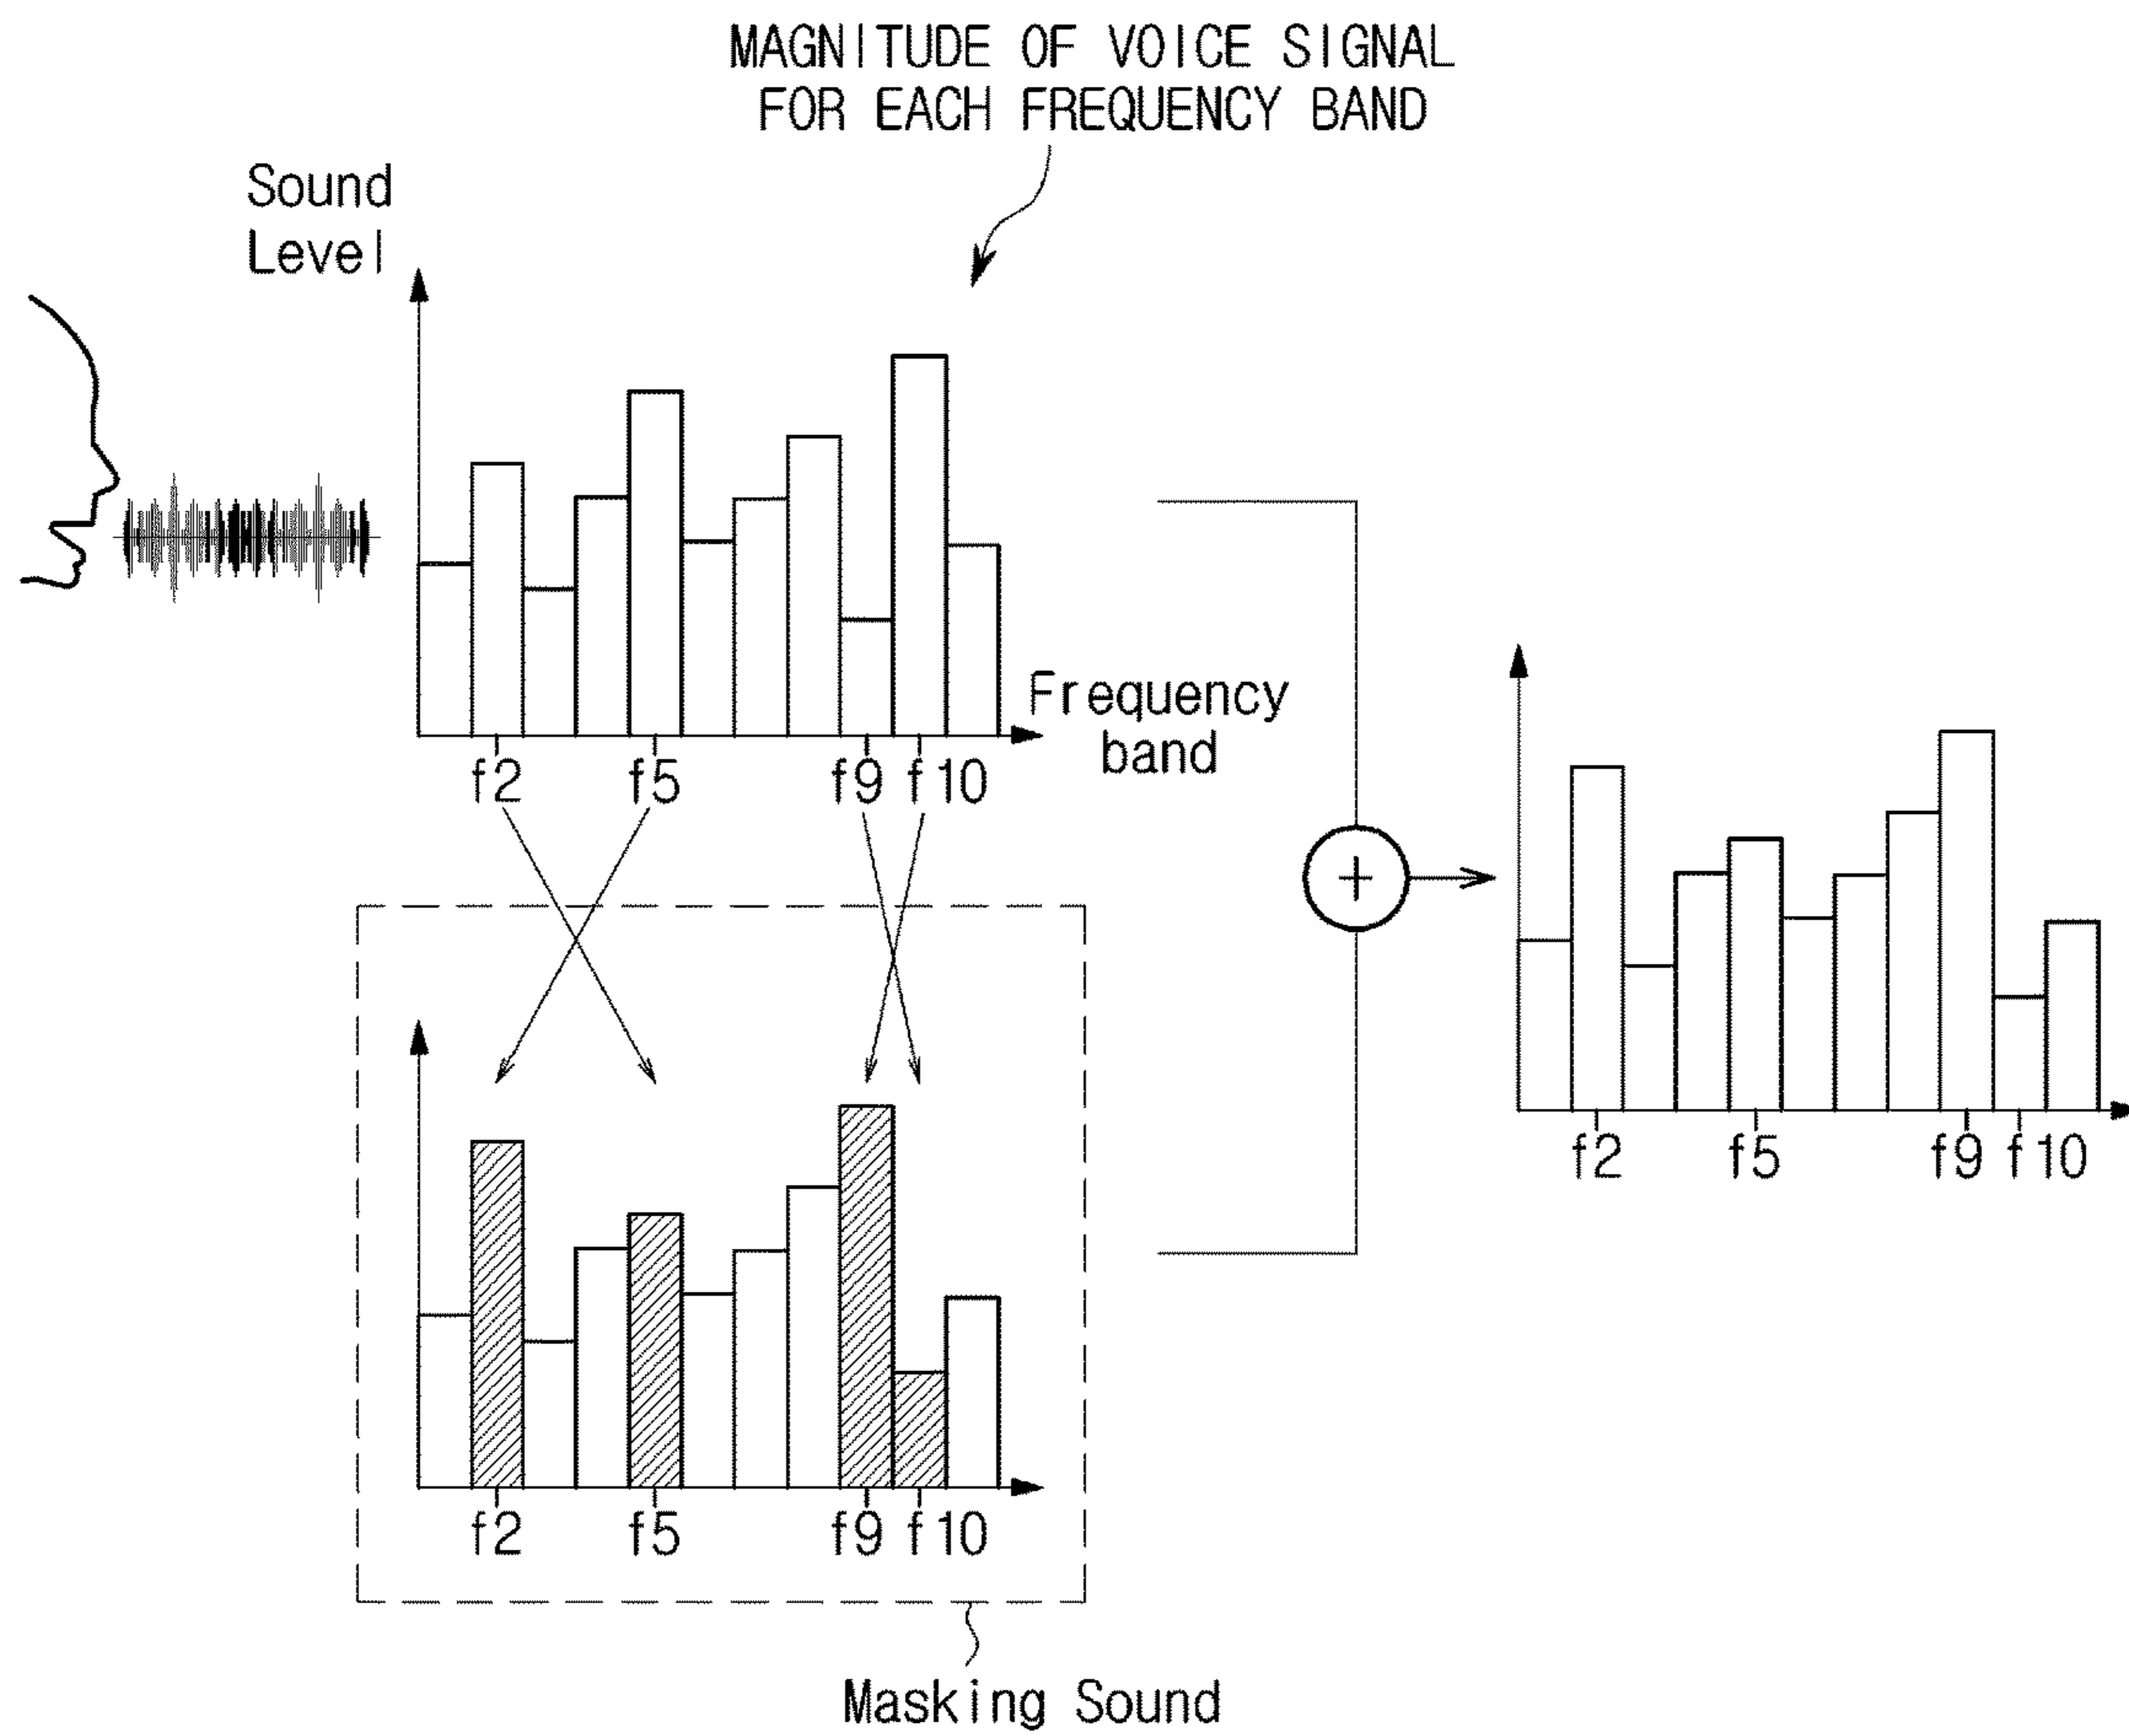 MAGNITUDE OF VOICE SIGNAL
FOR EACH FREQUENCY BAND
Sound
Level
Frequency
band
f2 f5 f9 f10
f2 f5 f9 f10
f2 f5 f9 f10
Masking Sound